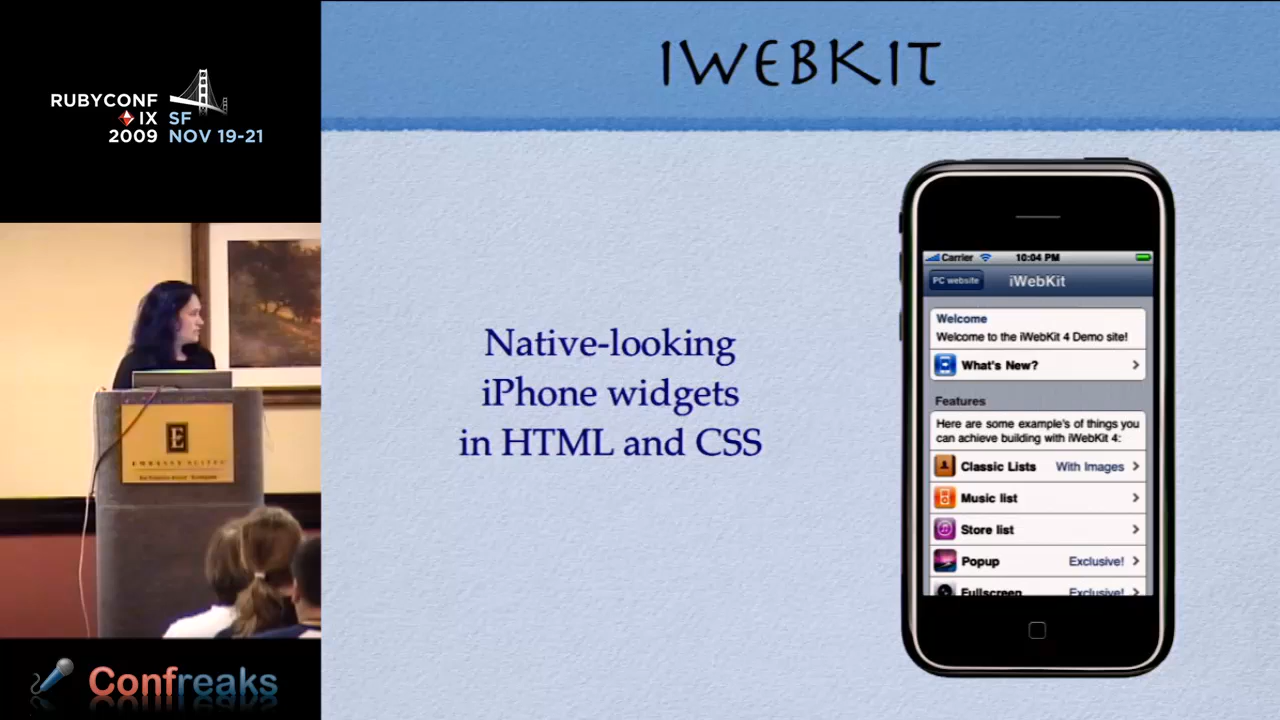 RUBYCONF
IX SF
2009 NOV 19-21
IWEBKIT
Native-looking
iPhone widgets
in HTML and CSS
Carrier 10:04 PM
PC website iWebKit
Welcome
Welcome to the iWebKit 4 Demo site!
What's New?
Features
Here are some example's of things you
can achieve building with iWebKit 4:
Classic Lists With Images
Music list
Store list
Popup Exclusive!
Fullscreen Exclusive!
E
EMBASSY SUITES
Confreaks